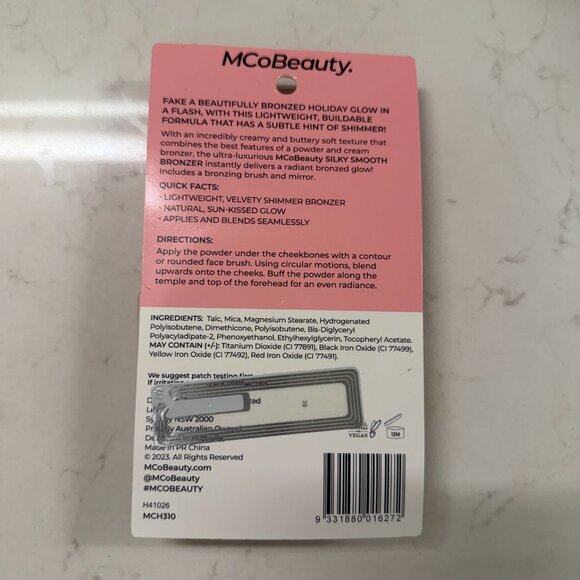 MCoBeauty.
FAKE A BEAUTIFULLY BRONZED HOLIDAY GLOW IN
A FLASH, WITH THIS LIGHTWEIGHT, BUILDABLE
FORMULA THAT HAS A SUBTLE HINT OF SHIMMER!
With an incredibly creamy and buttery soft texture that
combines the best features of a powder and cream
bronzer, the ultra-luxurious MCoBeauty SILKY SMOOTH
BRONZER instantly delivers a radiant bronzed glow!
Includes a bronzing brush and mirror.
QUICK FACTS:
• LIGHTWEIGHT, VELVETY SHIMMER BRONZER
• NATURAL, SUN-KISSED GLOW
• APPLIES AND BLENDS SEAMLESSLY
DIRECTIONS:
Apply the powder under the cheekbones with a contour
or rounded face brush. Using circular motions, blend
upwards onto the cheeks. Buff the powder along the
temple and top of the forehead for an even radiance.
INGREDIENTS: Talc, Mica, Magnesium Stearate, Hydrogenated
Polyisobutene, Dimethicone, Polyisobutene, Bis-Diglyceryl
Polyacyladipate-2, Phenoxyethanol, Ethylhexylglycerin, Tocopheryl Acetate.
MAY CONTAIN (+/-): Titanium Dioxide (CI 77891), Black Iron Oxide (CI 77499),
Yellow Iron Oxide (CI 77492), Red Iron Oxide (CI 77491).
We suggest patch testing first.
If irritation
NSW 2000
Australian Owned
Made in PR China
© 2023. All Rights Reserved
MCoBeauty.com
@MCoBeauty
#MCOBEAUTY
H41026
MCH310
VEGAN
12M
9 331880 016272